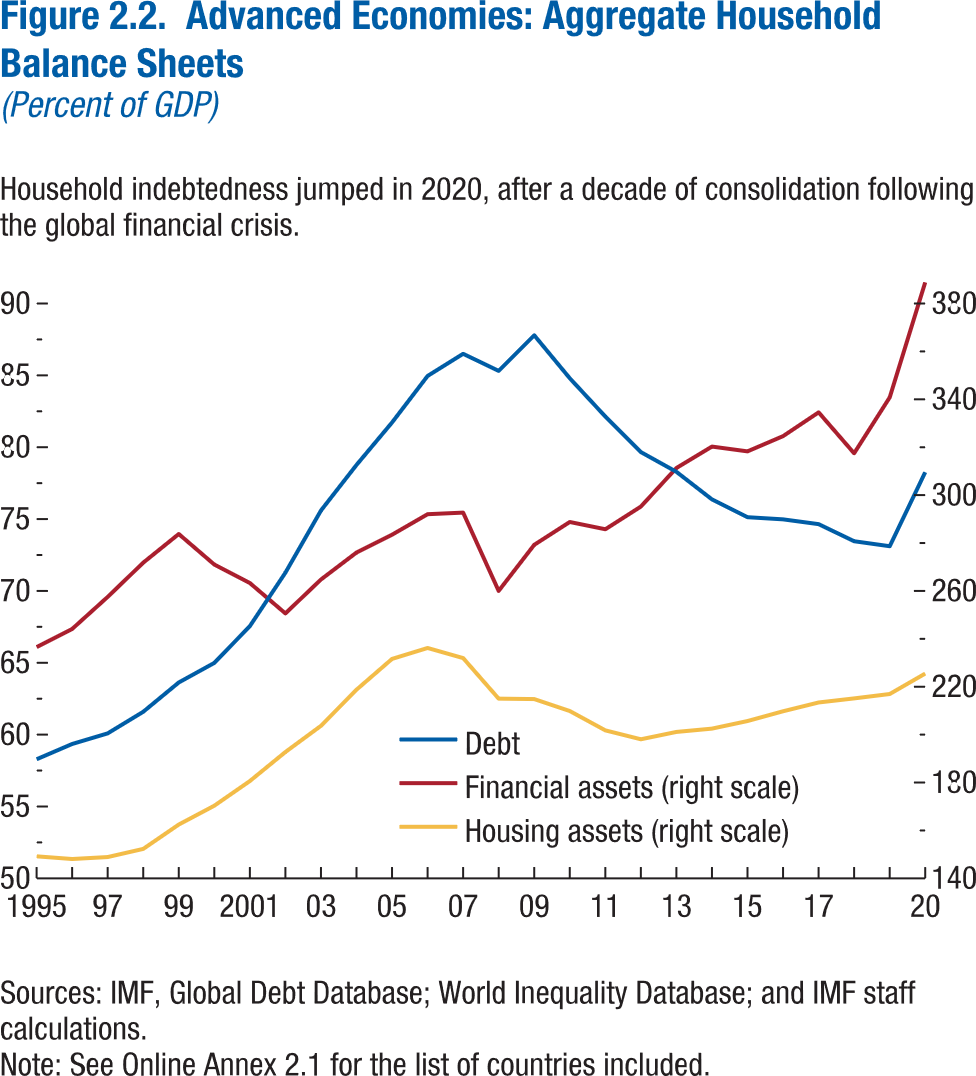 Figure 2.2.  Advanced Economies: Aggregate Household
Balance Sheets
(Percent of GDP)
Household indebtedness jumped in 2020, after a decade of consolidation following
the global financial crisis.
90
380
85
340
80
300
75
70
260
65
220
60
Debt
Financial assets (right scale)
180
55
Housing assets (right scale)
50
140
1995 97 99 2001 03 05 07 09 11 13 15 17 20
Sources: IMF, Global Debt Database; World Inequality Database; and IMF staff
calculations.
Note: See Online Annex 2.1 for the list of countries included.